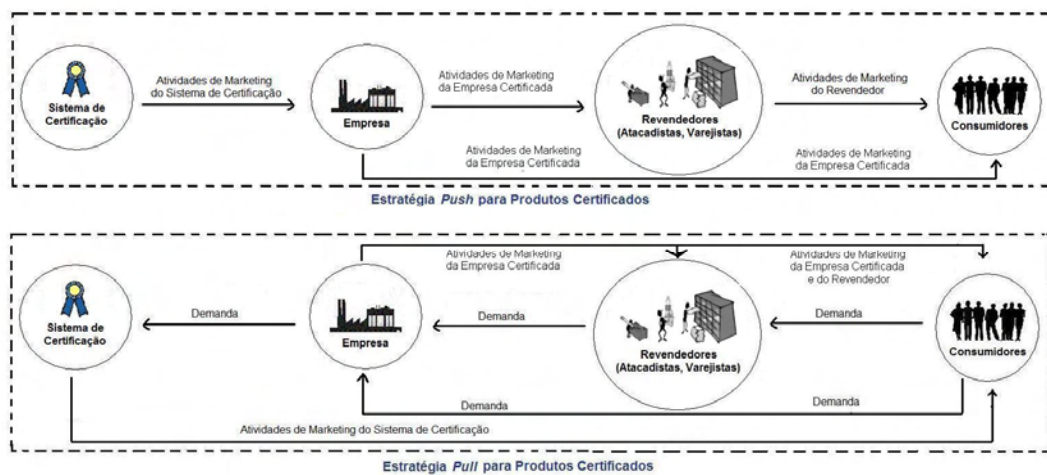 Atividades de Marketing
do Sistema de Certificação
Atividades de Marketing
da Empresa Certificada
Atividades de Marketing
do Revendedor
Sistema de
Certificação
Empresa
Revendedores
(Atacadistas, Varejistas)
Consumidores
Atividades de Marketing
da Empresa Certificada
Atividades de Marketing
da Empresa Certificada
Estratégia Push para Produtos Certificados
Atividades de Marketing
da Empresa Certificada
Atividades de Marketing
da Empresa Certificada
e do Revendedor
Sistema de
Certificação
Demanda
Empresa
Demanda
Revendedores
(Atacadistas, Varejistas)
Demanda
Consumidores
Demanda
Demanda
Atividades de Marketing do Sistema de Certificação
Estratégia Pull para Produtos Certificados